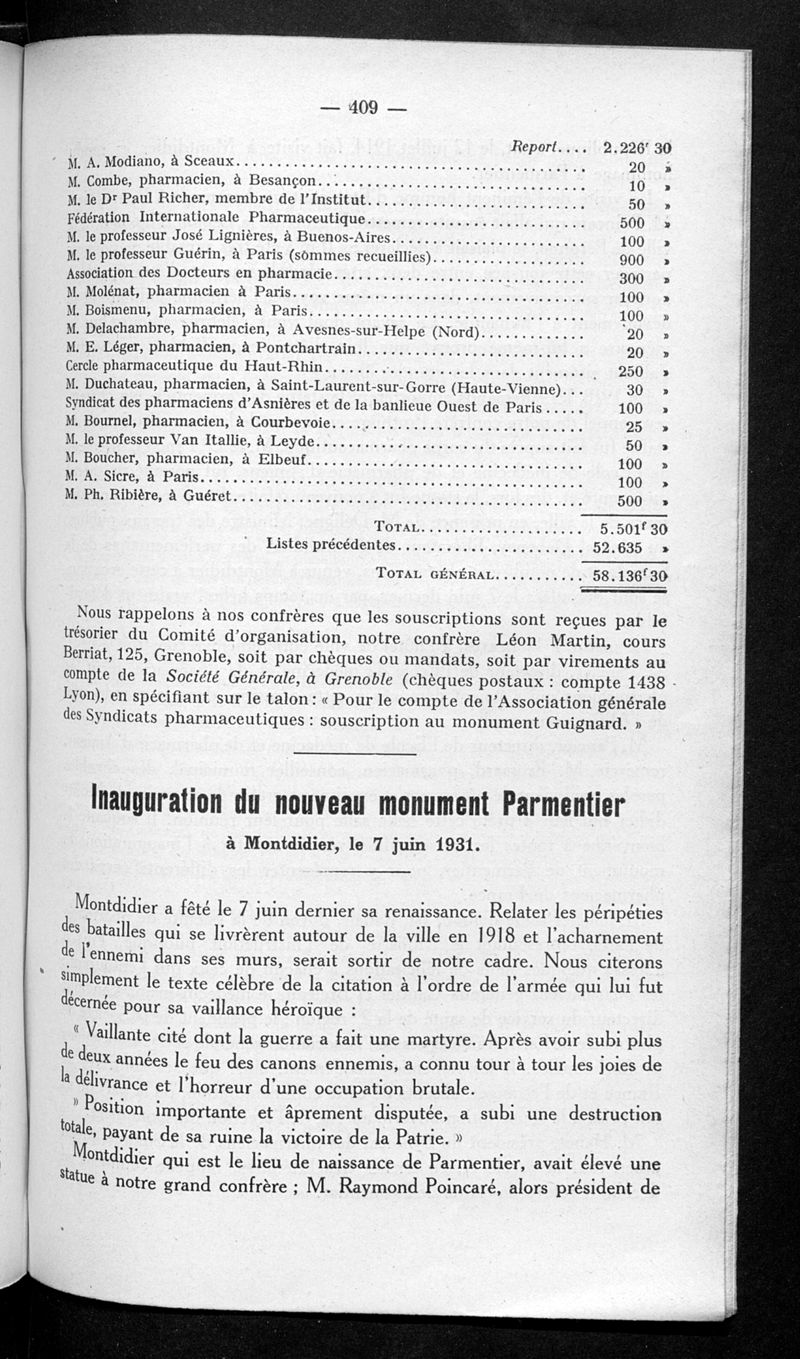 — 409 —
Report.... 2.226ᶠ 30
M. A. Modiano, à Sceaux........ 20 »
M. Combe, pharmacien, à Besançon........ 10 »
M. le Dʳ Paul Richer, membre de l'Institut........ 50 »
Fédération Internationale Pharmaceutique........ 500 »
M. le professeur José Lignières, à Buenos-Aires........ 100 »
M. le professeur Guérin, à Paris (sommes recueillies)........ 900 »
Association des Docteurs en pharmacie........ 300 »
M. Molénat, pharmacien à Paris........ 100 »
M. Boismenu, pharmacien, à Paris........ 100 »
M. Delachambre, pharmacien, à Avesnes-sur-Helpe (Nord)........ 20 »
M. E. Léger, pharmacien, à Pontchartrain........ 20 »
Cercle pharmaceutique du Haut-Rhin........ 250 »
M. Duchateau, pharmacien, à Saint-Laurent-sur-Gorre (Haute-Vienne)... 30 »
Syndicat des pharmaciens d'Asnières et de la banlieue Ouest de Paris ..... 100 »
M. Bournel, pharmacien, à Courbevoie........ 25 »
M. le professeur Van Itallie, à Leyde........ 50 »
M. Boucher, pharmacien, à Elbeuf........ 100 »
M. A. Sicre, à Paris........ 100 »
M. Ph. Ribière, à Guéret........ 500 »
TOTAL........ 5.501ᶠ 30
Listes précédentes........ 52.635 »
TOTAL GÉNÉRAL........ 58.136ᶠ30
Nous rappelons à nos confrères que les souscriptions sont reçues par le
trésorier du Comité d'organisation, notre confrère Léon Martin, cours
Berriat, 125, Grenoble, soit par chèques ou mandats, soit par virements au
compte de la Société Générale, à Grenoble (chèques postaux : compte 1438 -
Lyon), en spécifiant sur le talon : « Pour le compte de l'Association générale
des Syndicats pharmaceutiques : souscription au monument Guignard. »
Inauguration du nouveau monument Parmentier
à Montdidier, le 7 juin 1931.
Montdidier a fêté le 7 juin dernier sa renaissance. Relater les péripéties
des batailles qui se livrèrent autour de la ville en 1918 et l'acharnement
de l'ennemi dans ses murs, serait sortir de notre cadre. Nous citerons
simplement le texte célèbre de la citation à l'ordre de l'armée qui lui fut
décernée pour sa vaillance héroïque :
« Vaillante cité dont la guerre a fait une martyre. Après avoir subi plus
de deux années le feu des canons ennemis, a connu tour à tour les joies de
la délivrance et l'horreur d'une occupation brutale.
» Position importante et âprement disputée, a subi une destruction
totale, payant de sa ruine la victoire de la Patrie. »
Montdidier qui est le lieu de naissance de Parmentier, avait élevé une
statue à notre grand confrère ; M. Raymond Poincaré, alors président de